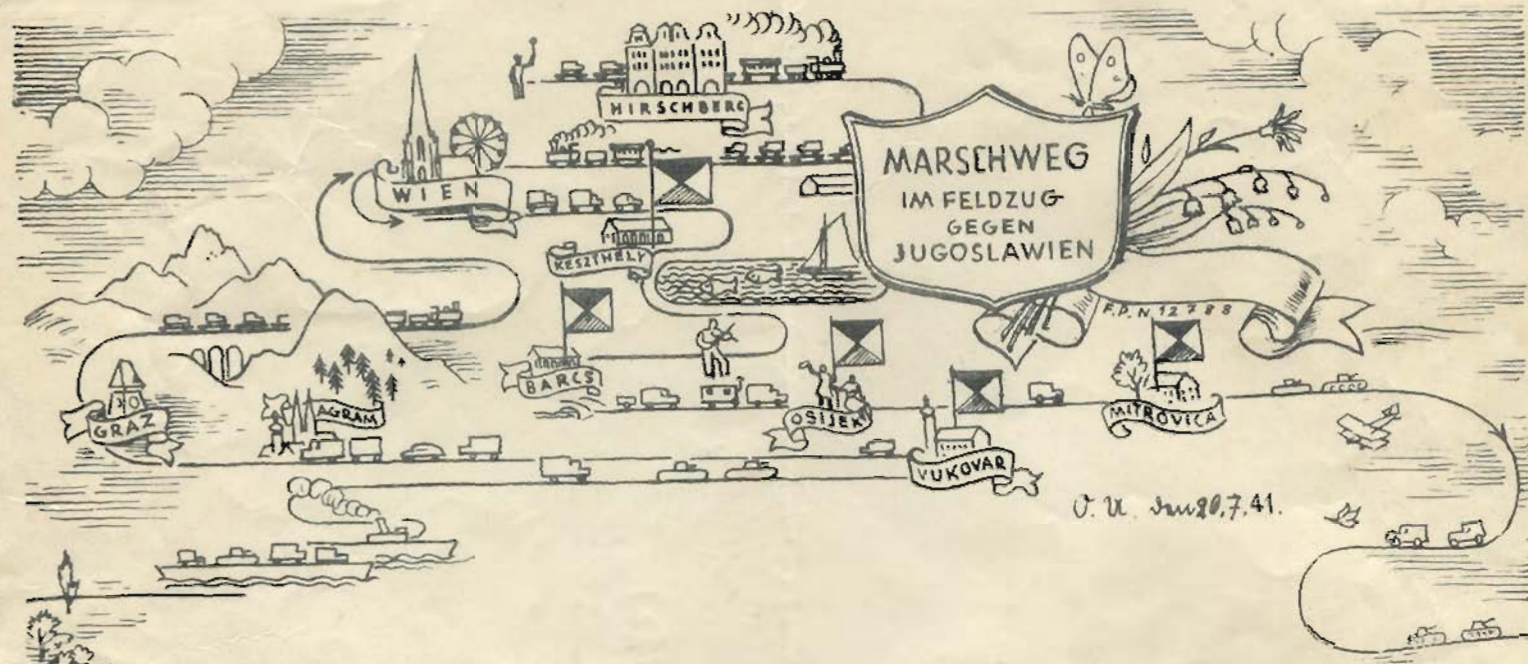 HIRSCHBERG
MARSCHWEG
IM FELDZUG
GEGEN
JUGOSLAWIEN
WIEN
KESZTHELY
F.P.N. 12788
BARCS
GRAZ
AGRAM
OSIJEK
MITROVICA
VUKOVAR
O. U. den 20.7.41.